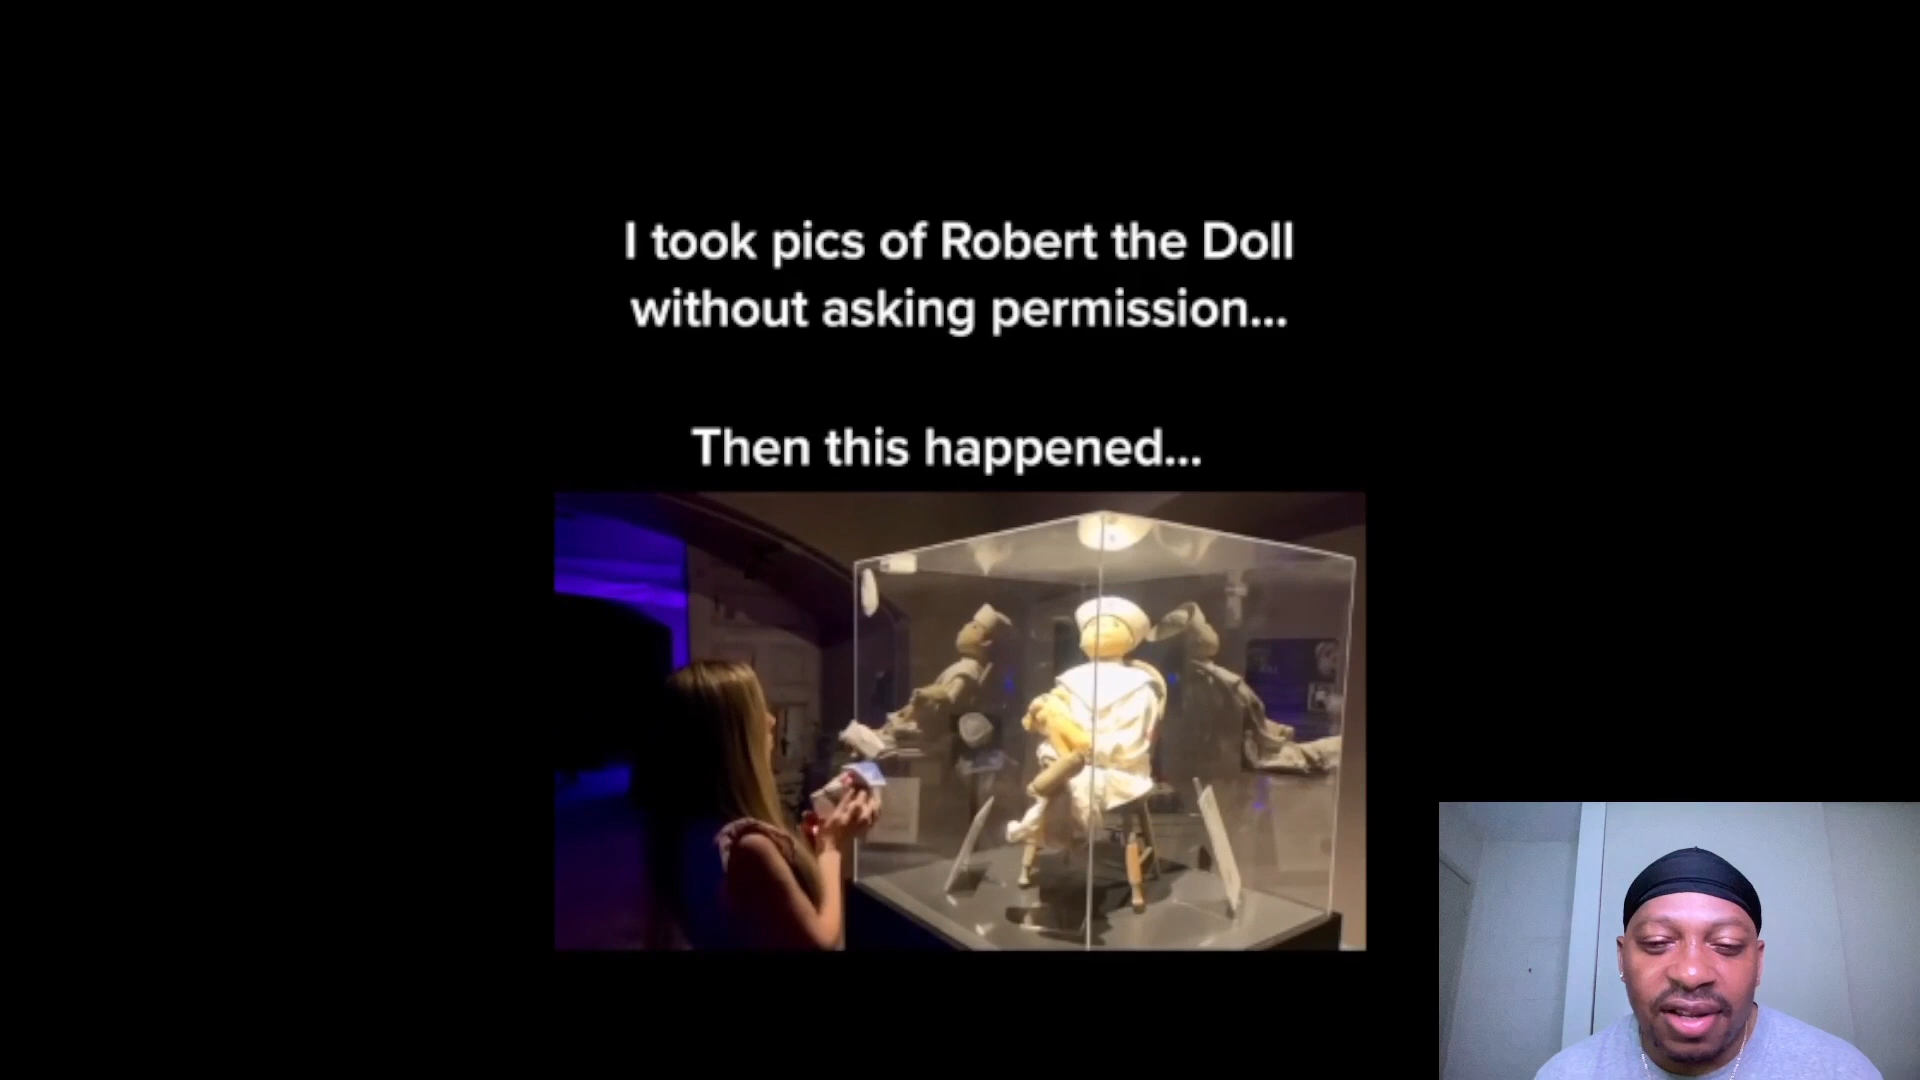 I took pics of Robert the Doll
without asking permission...
Then this happened...